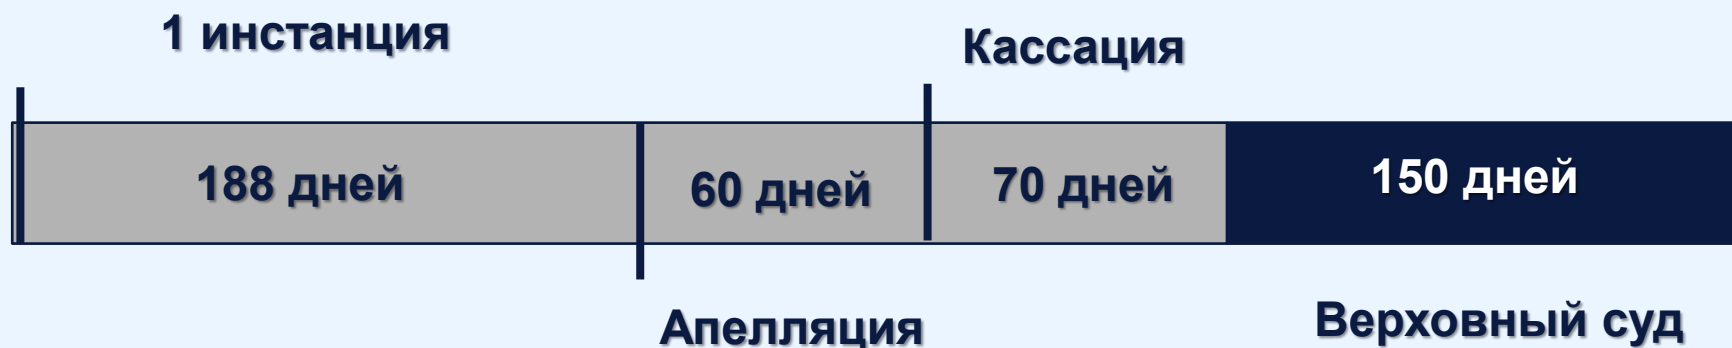 1 инстанция
Кассация
188 дней
60 дней
70 дней
150 дней
Апелляция
Верховный суд